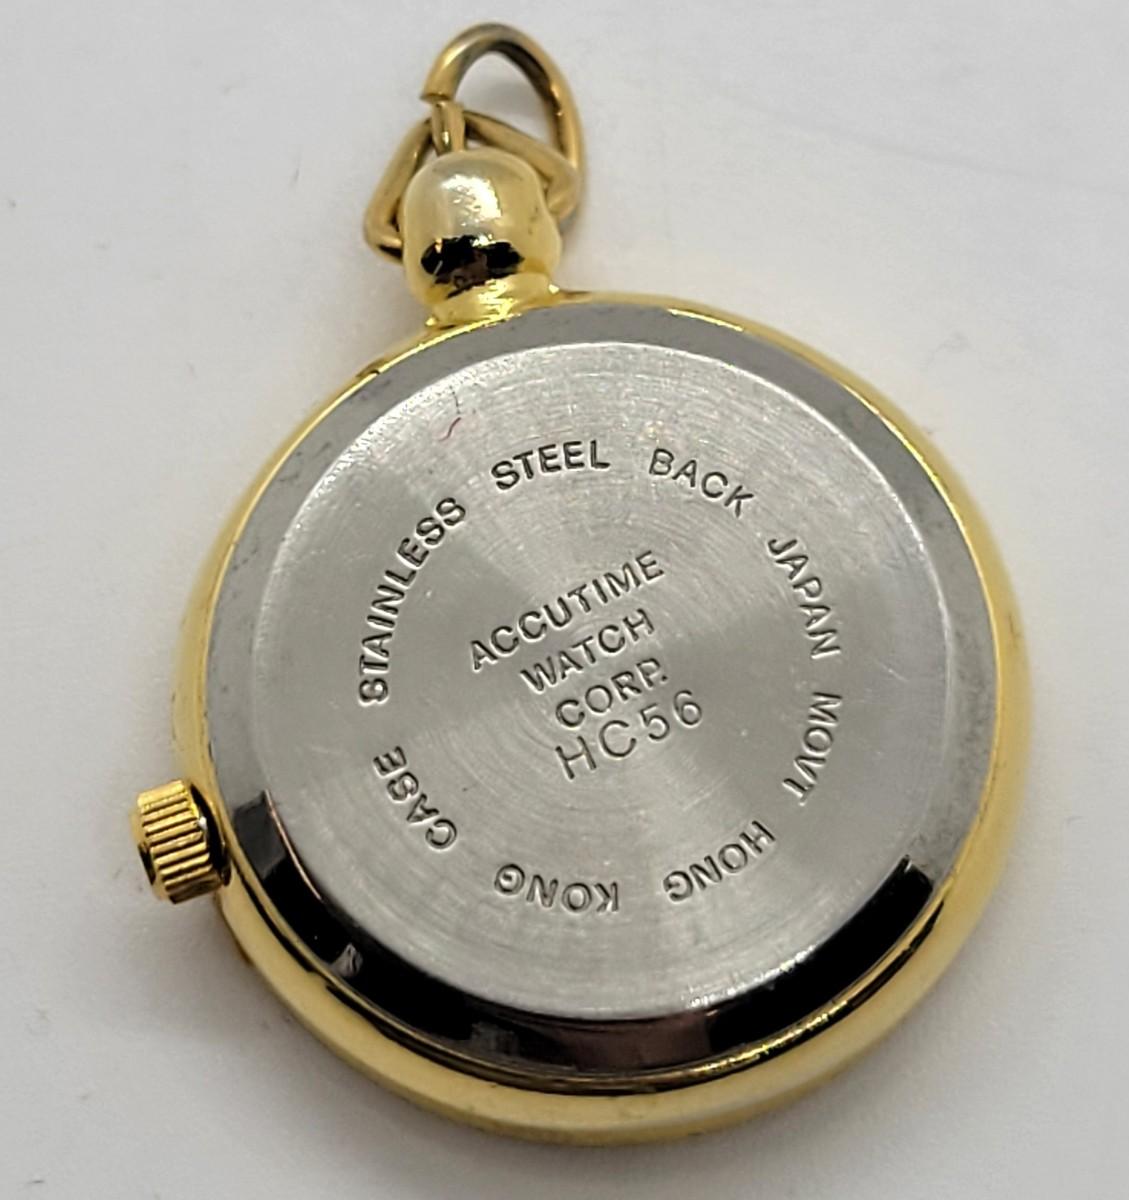 STAINLESS STEEL BACK JAPAN MOVT HONG KONG CASE
ACCUTIME
WATCH
CORP.
HC56